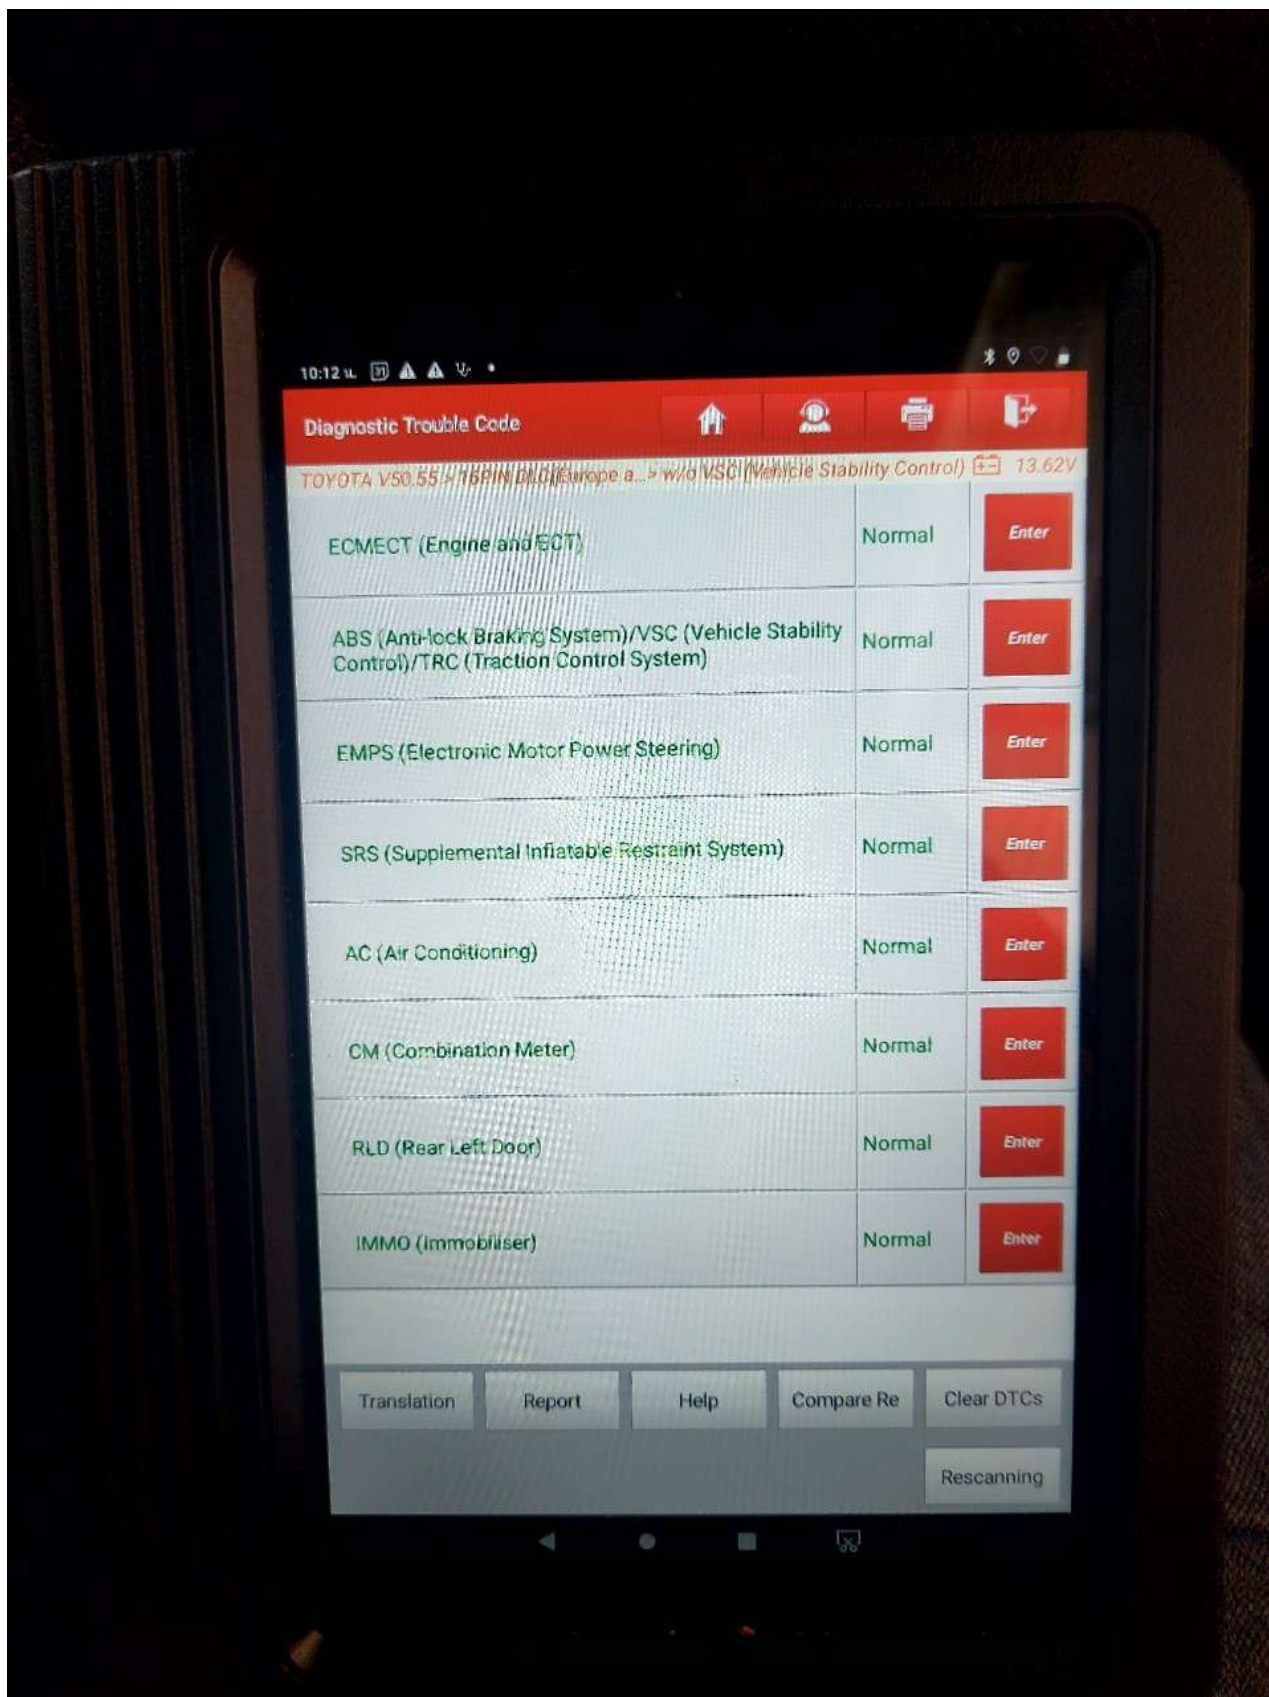 10:12 น. 31
Diagnostic Trouble Code
TOYOTA V50.55 > 16PIN DLC(Europe a...> w/o VSC (Vehicle Stability Control) 13.62V
ECMECT (Engine and ECT) Normal Enter
ABS (Anti-lock Braking System)/VSC (Vehicle Stability
Control)/TRC (Traction Control System) Normal Enter
EMPS (Electronic Motor Power Steering) Normal Enter
SRS (Supplemental Inflatable Restraint System) Normal Enter
AC (Air Conditioning) Normal Enter
CM (Combination Meter) Normal Enter
RLD (Rear Left Door) Normal Enter
IMMO (Immobiliser) Normal Enter
Translation Report Help Compare Re Clear DTCs
Rescanning